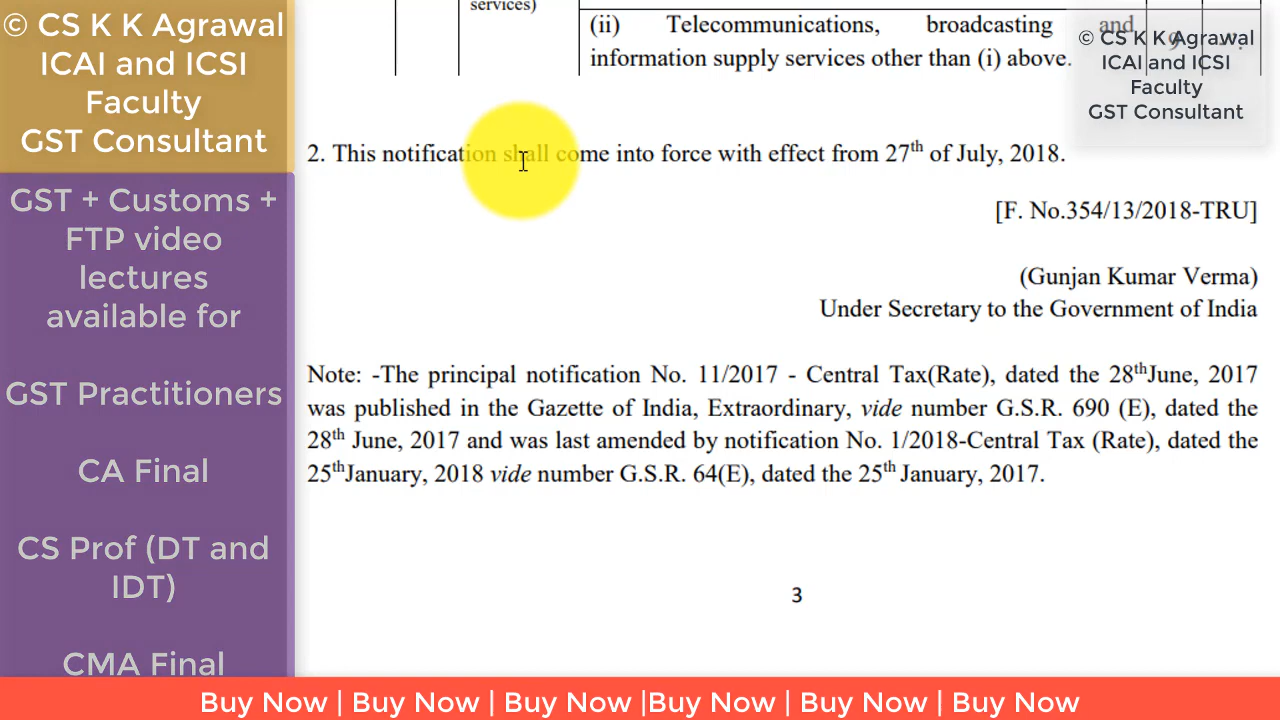 © CS K K Agrawal
ICAI and ICSI
Faculty
GST Consultant
GST + Customs +
FTP video
lectures
available for
GST Practitioners
CA Final
CS Prof (DT and
IDT)
CMA Final
services)
(ii) Telecommunications, broadcasting and
information supply services other than (i) above.
© CS K K Agrawal
ICAI and ICSI
Faculty
GST Consultant
2. This notification shall come into force with effect from 27th of July, 2018.
[F. No.354/13/2018-TRU]
(Gunjan Kumar Verma)
Under Secretary to the Government of India
Note: -The principal notification No. 11/2017 - Central Tax(Rate), dated the 28thJune, 2017
was published in the Gazette of India, Extraordinary, vide number G.S.R. 690 (E), dated the
28th June, 2017 and was last amended by notification No. 1/2018-Central Tax (Rate), dated the
25thJanuary, 2018 vide number G.S.R. 64(E), dated the 25th January, 2017.
3
Buy Now | Buy Now | Buy Now |Buy Now | Buy Now | Buy Now